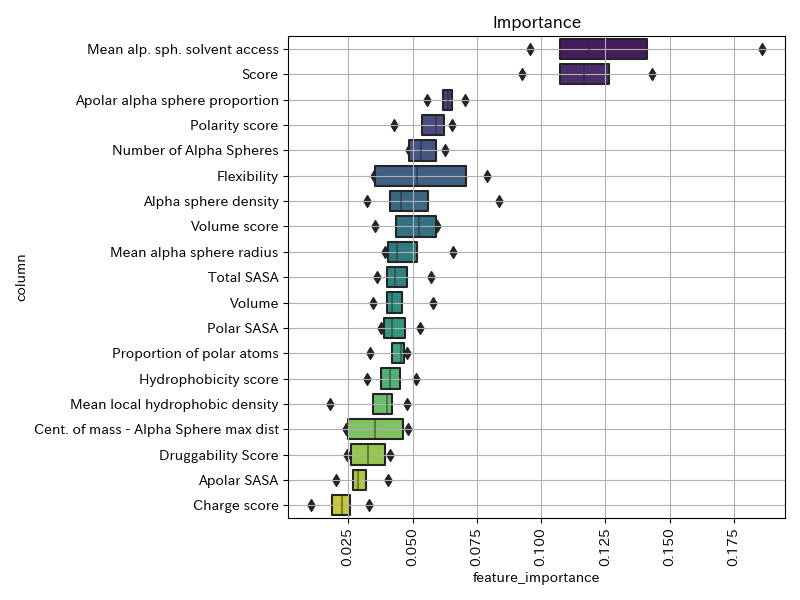 Importance
Mean alp. sph. solvent access
Score
Apolar alpha sphere proportion
Polarity score
Number of Alpha Spheres
Flexibility
Alpha sphere density
Volume score
Mean alpha sphere radius
Total SASA
Volume
Polar SASA
Proportion of polar atoms
Hydrophobicity score
Mean local hydrophobic density
Cent. of mass - Alpha Sphere max dist
Druggability Score
Apolar SASA
Charge score
column
0.025
0.050
0.075
0.100
0.125
0.150
0.175
feature_importance